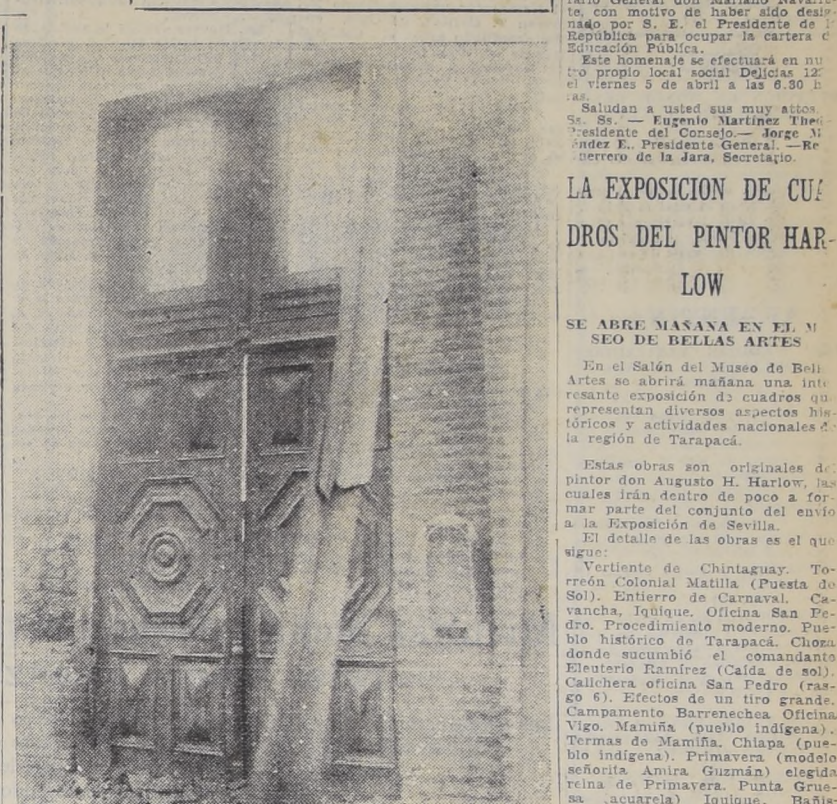 te, con motivo de haber sido
nado por S. E. el Presidente de
República para ocupar la cartera
Educación Pública.
Este homenaje se efectuará en
tro propio local social Delicias
el viernes 5 de abril a las 6.30
as.
Saludan a usted sus muy attos.
Ss. Ss. — Eugenio Martínez
Presidente del Consejo.— Jorge
E., Presidente General. —
Guerrero de la Jara, Secretario.
LA EXPOSICION DE CUA
DROS DEL PINTOR HAR-
LOW
SE ABRE MAÑANA EN EL M
SEO DE BELLAS ARTES
En el Salón del Museo de Bell
Artes se abrirá mañana una inte
resante exposición de cuadros qu
representan diversos aspectos his-
tóricos y actividades nacionales de
la región de Tarapacá.
Estas obras son originales del
pintor don Augusto H. Harlow, las
cuales irán dentro de poco a for-
mar parte del conjunto del envío
a la Exposición de Sevilla.
El detalle de las obras es el que
sigue:
Vertiente de Chintaguay. To-
rreón Colonial Matilla (Puesta de
Sol). Entierro de Carnaval. Ca-
vancha, Iquique. Oficina San Pe-
dro. Procedimiento moderno. Pue-
blo histórico de Tarapacá. Choza
donde sucumbió el comandante
Eleuterio Ramírez (Caída de sol).
Calichera oficina San Pedro (ras-
go 6). Efectos de un tiro grande.
Campamento Barrenechea Oficina
Vigo. Mamiña (pueblo indígena).
Termas de Mamiña. Chiapa (pue-
blo indígena). Primavera (modelo
señorita Amira Guzmán) elegida
reina de Primavera. Punta Grue-
sa (acuarela) Iquique.